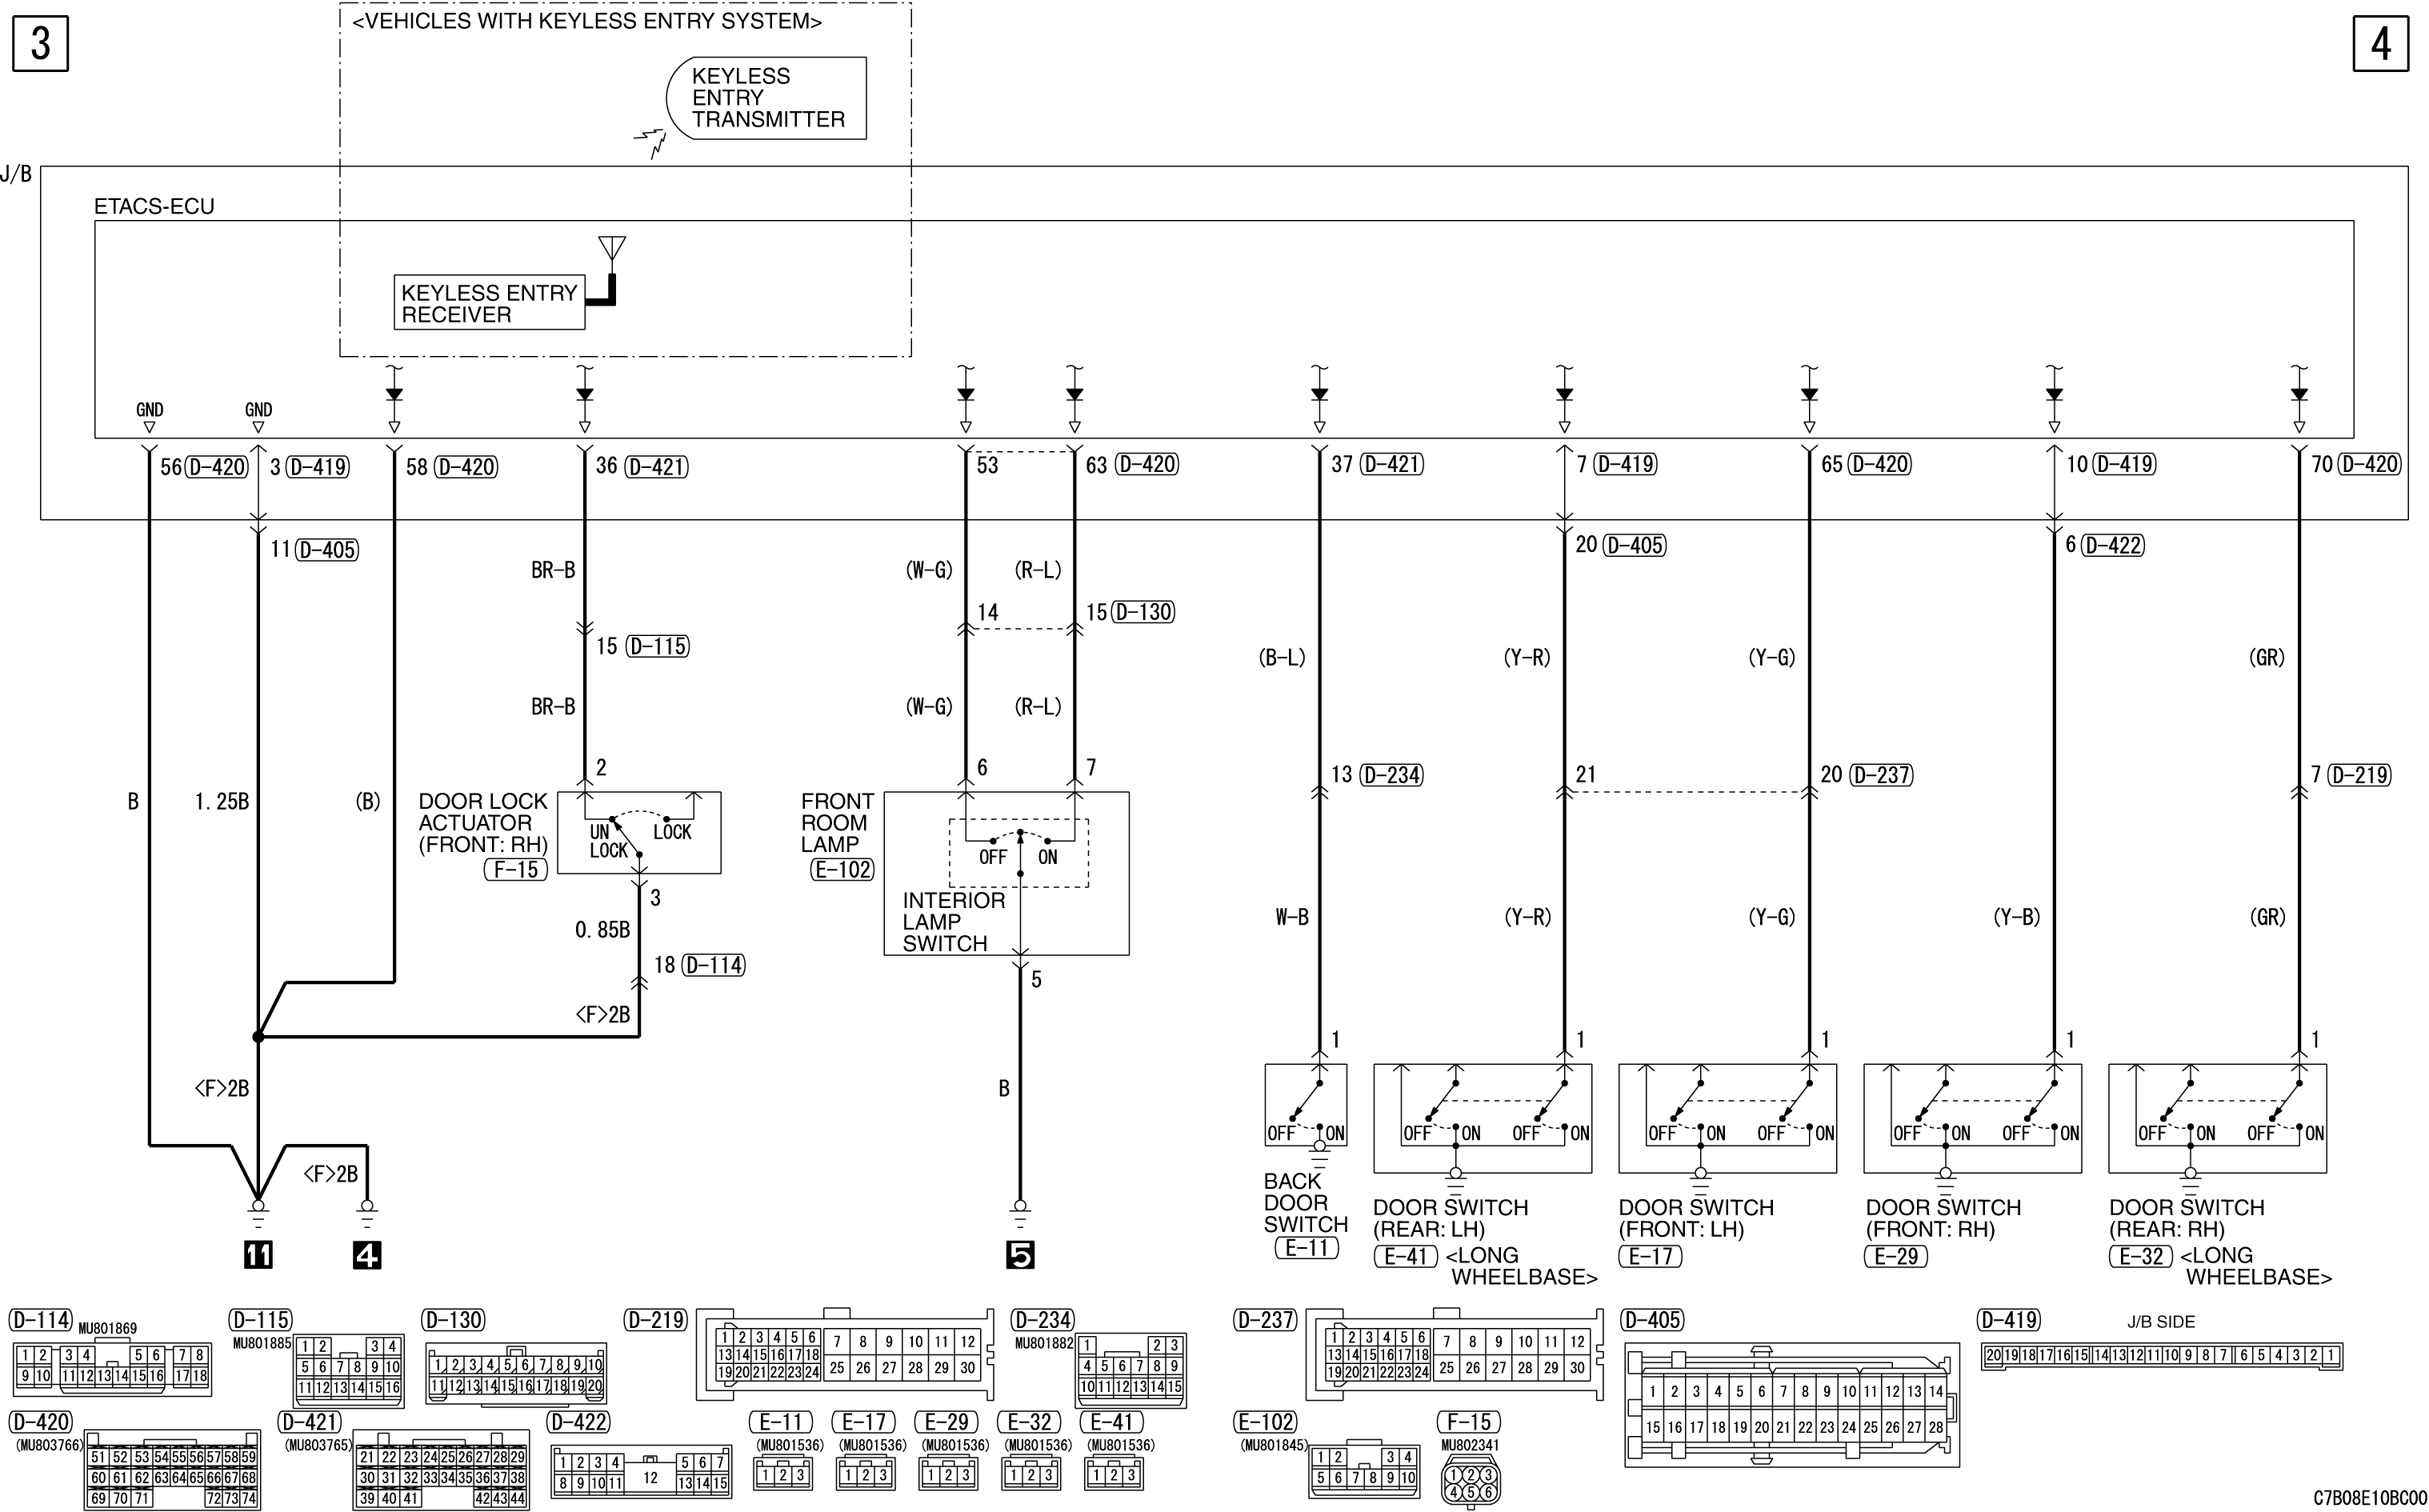 3
<VEHICLES WITH KEYLESS ENTRY SYSTEM>
4
KEYLESS
ENTRY
TRANSMITTER
J/B
ETACS-ECU
KEYLESS ENTRY
RECEIVER
GND
GND
56 (D-420)
3 (D-419)
58 (D-420)
36 (D-421)
53
63 (D-420)
37 (D-421)
7 (D-419)
65 (D-420)
10 (D-419)
70 (D-420)
11 (D-405)
20 (D-405)
6 (D-422)
BR-B
(W-G)
(R-L)
14
15 (D-130)
15 (D-115)
(B-L)
(Y-R)
(Y-G)
(GR)
BR-B
(W-G)
(R-L)
2
6
7
13 (D-234)
21
20 (D-237)
7 (D-219)
B
1.25B
(B)
DOOR LOCK
ACTUATOR
(FRONT: RH)
F-15
UN
LOCK
LOCK
FRONT
ROOM
LAMP
E-102
OFF
ON
INTERIOR
LAMP
SWITCH
3
0.85B
W-B
(Y-R)
(Y-G)
(Y-B)
(GR)
18 (D-114)
5
<F>2B
1
1
1
1
1
<F>2B
B
OFF ON
OFF ON OFF ON
OFF ON OFF ON
OFF ON OFF ON
OFF ON OFF ON
<F>2B
BACK
DOOR
SWITCH
E-11
DOOR SWITCH
(REAR: LH)
E-41 <LONG
WHEELBASE>
DOOR SWITCH
(FRONT: LH)
E-17
DOOR SWITCH
(FRONT: RH)
E-29
DOOR SWITCH
(REAR: RH)
E-32 <LONG
WHEELBASE>
11
4
5
D-114 MU801869
1 2 3 4 5 6 7 8
9 10 11 12 13 14 15 16 17 18
D-115
MU801885
1 2 3 4
5 6 7 8 9 10
11 12 13 14 15 16
D-130
1 2 3 4 5 6 7 8 9 10
11 12 13 14 15 16 17 18 19 20
D-219
1 2 3 4 5 6 7 8 9 10 11 12
13 14 15 16 17 18
19 20 21 22 23 24 25 26 27 28 29 30
D-234
MU801882
1 2 3
4 5 6 7 8 9
10 11 12 13 14 15
D-237
1 2 3 4 5 6 7 8 9 10 11 12
13 14 15 16 17 18
19 20 21 22 23 24 25 26 27 28 29 30
D-405
1 2 3 4 5 6 7 8 9 10 11 12 13 14
15 16 17 18 19 20 21 22 23 24 25 26 27 28
D-419 J/B SIDE
20 19 18 17 16 15 14 13 12 11 10 9 8 7 6 5 4 3 2 1
D-420
(MU803766)
51 52 53 54 55 56 57 58 59
60 61 62 63 64 65 66 67 68
69 70 71 72 73 74
D-421
(MU803765)
21 22 23 24 25 26 27 28 29
30 31 32 33 34 35 36 37 38
39 40 41 42 43 44
D-422
1 2 3 4 5 6 7
8 9 10 11 12 13 14 15
E-11
(MU801536)
1 2 3
E-17
(MU801536)
1 2 3
E-29
(MU801536)
1 2 3
E-32
(MU801536)
1 2 3
E-41
(MU801536)
1 2 3
E-102
(MU801845)
1 2 3 4
5 6 7 8 9 10
F-15
MU802341
1 2 3
4 5 6
C7B08E10BC00